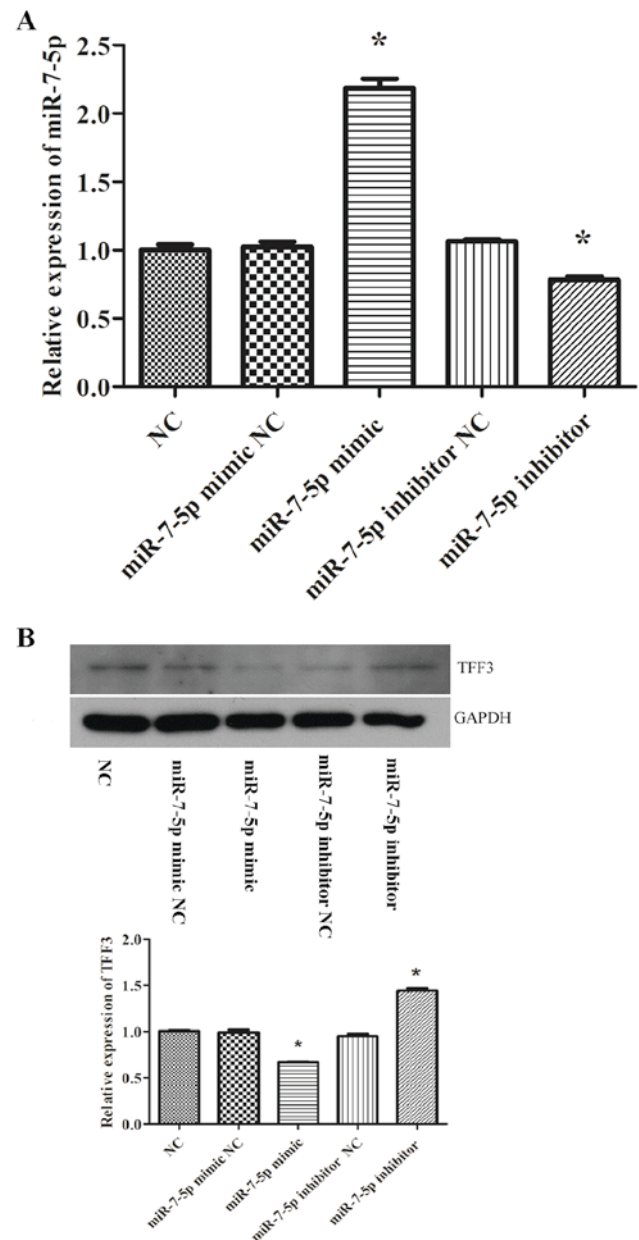 A
Relative expression of miR-7-5p
2.5
2.0
1.5
1.0
0.5
0.0
*
*
NC
miR-7-5p mimic NC
miR-7-5p mimic
miR-7-5p inhibitor NC
miR-7-5p inhibitor
B
TFF3
GAPDH
NC
miR-7-5p mimic NC
miR-7-5p mimic
miR-7-5p inhibitor NC
miR-7-5p inhibitor
Relative expression of TFF3
2.0
1.5
1.0
0.5
0.0
*
*
NC
miR-7-5p mimic NC
miR-7-5p mimic
miR-7-5p inhibitor NC
miR-7-5p inhibitor